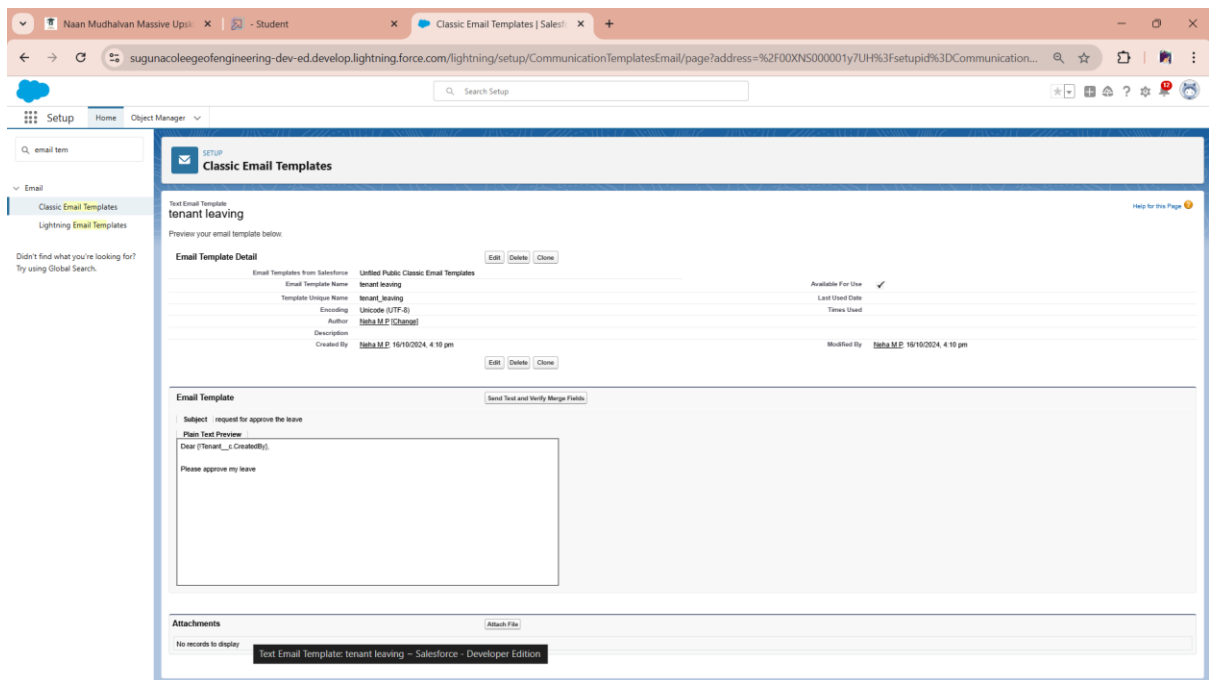 Naan Mudhalvan Massive Upski
- Student
Classic Email Templates | Salesf
sugunacoleegeofengineering-dev-ed.develop.lightning.force.com/lightning/setup/CommunicationTemplatesEmail/page?address=%2F00XNS000001y7UH%3Fsetupid%3DCommunication...
Search Setup
12
Setup Home Object Manager
email tem
SETUP
Classic Email Templates
Email
Classic Email Templates
Lightning Email Templates
Didn't find what you're looking for?
Try using Global Search.
Text Email Template
tenant leaving
Help for this Page
Preview your email template below.
Email Template Detail Edit Delete Clone
Email Templates from Salesforce Unfiled Public Classic Email Templates
Email Template Name tenant leaving Available For Use ✓
Template Unique Name tenant_leaving Last Used Date
Encoding Unicode (UTF-8) Times Used
Author Neha M P [Change]
Description
Created By Neha M P, 16/10/2024, 4:10 pm Modified By Neha M P, 16/10/2024, 4:10 pm
Edit Delete Clone
Email Template Send Test and Verify Merge Fields
Subject request for approve the leave
Plain Text Preview
Dear {!Tenant__c.CreatedBy},
Please approve my leave
Attachments Attach File
No records to display
Text Email Template: tenant leaving ~ Salesforce - Developer Edition